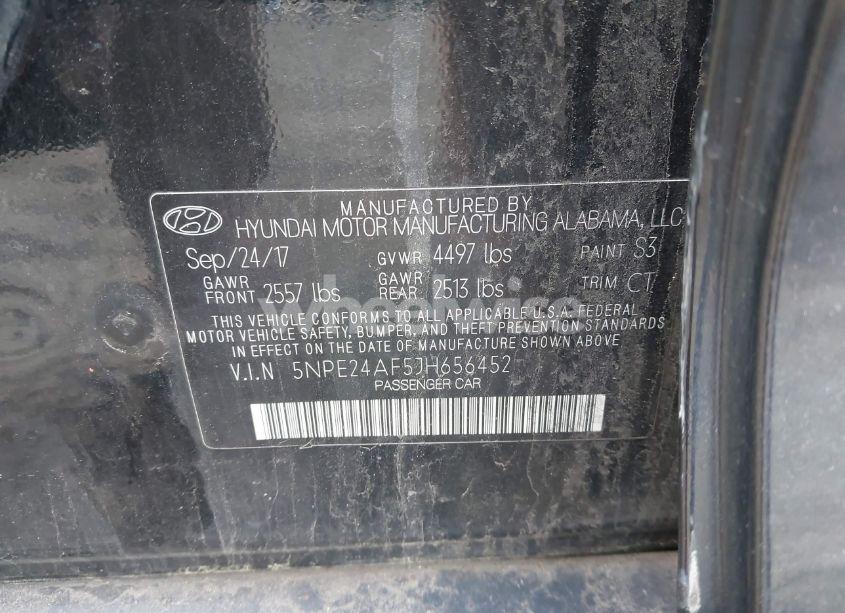 MANUFACTURED BY
HYUNDAI MOTOR MANUFACTURING ALABAMA, LLC
Sep/24/17 GVWR 4497 lbs PAINT S3
GAWR FRONT 2557 lbs GAWR REAR 2513 lbs TRIM CT
THIS VEHICLE CONFORMS TO ALL APPLICABLE U.S.A. FEDERAL
MOTOR VEHICLE SAFETY, BUMPER, AND THEFT PREVENTION STANDARDS
IN EFFECT ON THE DATE OF MANUFACTURE SHOWN ABOVE
V.I.N 5NPE24AF5JH656452
PASSENGER CAR